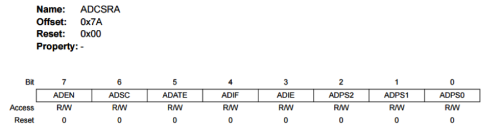 Name: ADCSRA
Offset: 0x7A
Reset: 0x00
Property: -
Bit 7 6 5 4 3 2 1 0
ADEN ADSC ADATE ADIF ADIE ADPS2 ADPS1 ADPS0
Access R/W R/W R/W R/W R/W R/W R/W R/W
Reset 0 0 0 0 0 0 0 0